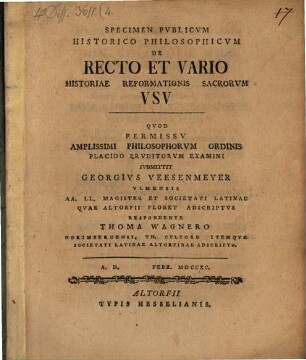 17
SPECIMEN PVBLICVM
HISTORICO PHILOSOPHICVM
DE
RECTO ET VARIO
HISTORIAE REFORMATIONIS SACRORVM
VSV
QVOD
PERMISSV
AMPLISSIMI PHILOSOPHORVM ORDINIS
PLACIDO ERVDITORVM EXAMINI
SVBMITTIT
GEORGIVS VEESENMEYER
VLMENSIS
AA. LL. MAGISTER ET SOCIETATI LATINAE
QVAE ALTORFII FLORET ADSCRIPTVS
RESPONDENTE
THOMA WAGNERO
NORIMBERGENSI, TH. CVLTORE ITEMQVE
SOCIETATI LATINAE ALTORFINAE ADSCRIPTO.
A. D. FEBR. MDCCXC.
ALTORFII
TYPIS HESSELIANIS.